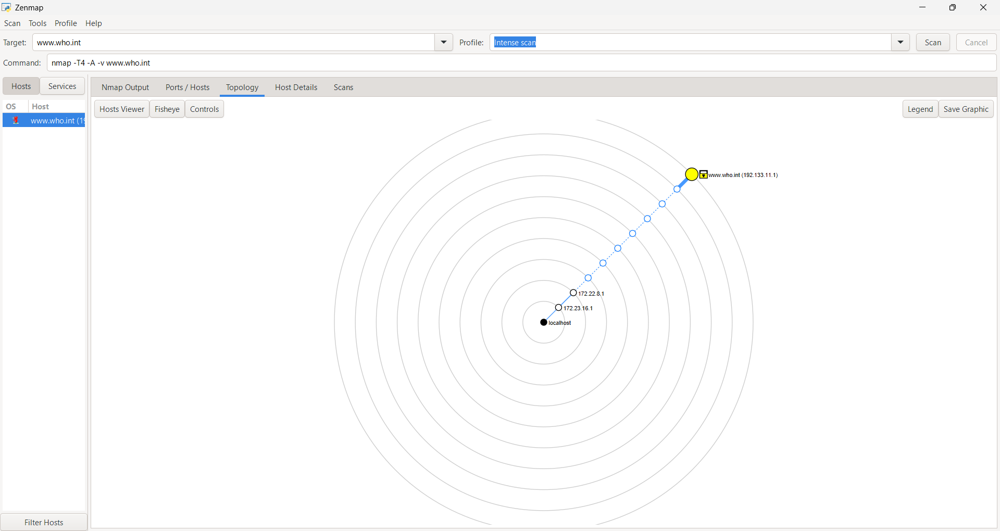 Zenmap
Scan Tools Profile Help
Target: www.who.int Profile: Intense scan Scan Cancel
Command: nmap -T4 -A -v www.who.int
Hosts Services Nmap Output Ports / Hosts Topology Host Details Scans
OS Host Hosts Viewer Fisheye Controls Legend Save Graphic
www.who.int (19
www.who.int (192.133.11.1)
172.22.8.1
172.23.16.1
localhost
Filter Hosts